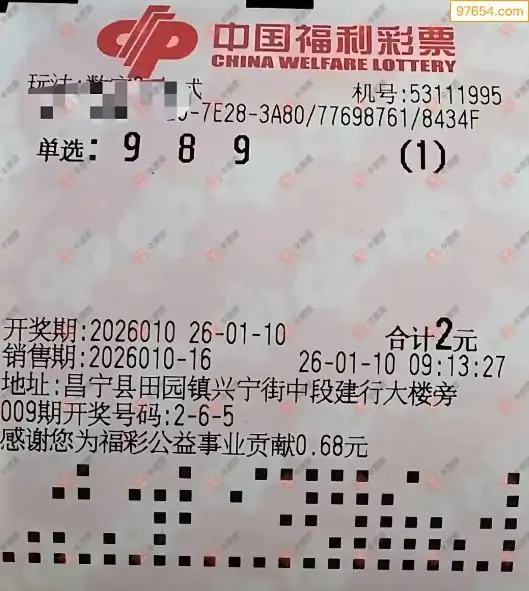 97654.com
中国福利彩票
CHINA WELFARE LOTTERY
玩法: 式
机号:53111995
-7E28-3A80/77698761/8434F
单选: 9 8 9 (1)
开奖期:2026010 26-01-10 合计2元
销售期:2026010-16 26-01-10 09:13:27
地址:昌宁县田园镇兴宁街中段建行大楼旁
009期开奖号码:2-6-5
感谢您为福彩公益事业贡献0.68元